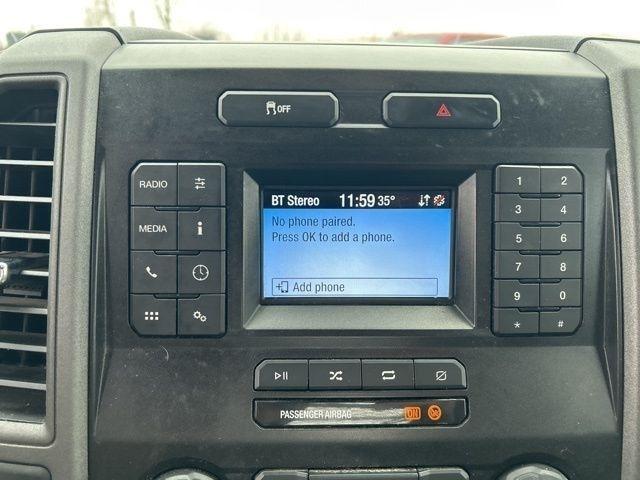 OFF
RADIO
MEDIA
BT Stereo 11:59 35°
No phone paired.
Press OK to add a phone.
Add phone
1 2
3 4
5 6
7 8
9 0
* #
PASSENGER AIRBAG ON